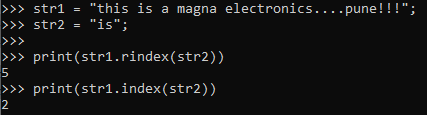 >>> str1 = "this is a magna electronics....pune!!!";
>>> str2 = "is";
>>>
>>> print(str1.rindex(str2))
5
>>> print(str1.index(str2))
2